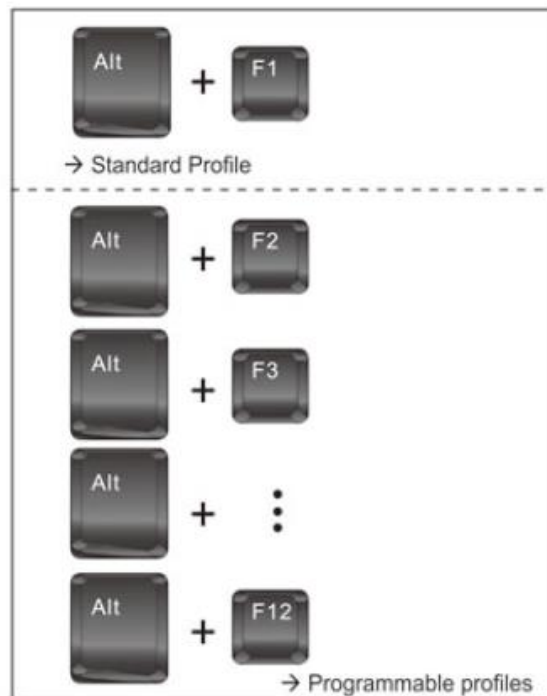 Alt + F1
→ Standard Profile
Alt + F2
Alt + F3
Alt + ⋮
Alt + F12
→ Programmable profiles